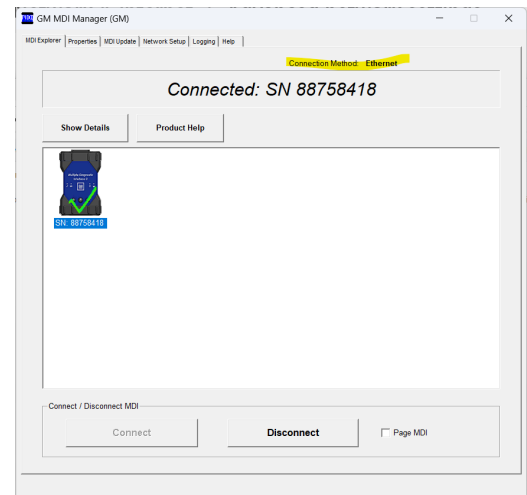 GM MDI Manager (GM)
MDI Explorer Properties MDI Update Network Setup Logging Help
Connection Method: Ethernet
Connected: SN 88758418
Show Details Product Help
SN: 88758418
Connect / Disconnect MDI
Connect Disconnect Page MDI